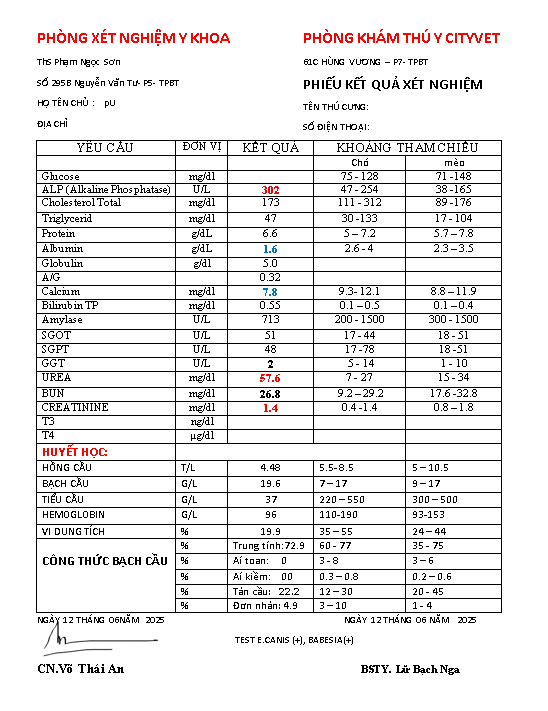 PHÒNG XÉT NGHIỆM Y KHOA PHÒNG KHÁM THÚ Y CITYVET
ThS Phạm Ngọc Sơn 61C HÙNG VƯƠNG – P7- TPBT
SỐ 295B Nguyễn Văn Tư- P5- TPBT PHIẾU KẾT QUẢ XÉT NGHIỆM
HỌ TÊN CHỦ : pU TÊN THÚ CƯNG:
ĐỊA CHỈ SỐ ĐIỆN THOẠI:
YÊU CẦU ĐƠN VỊ KẾT QUẢ KHOẢNG THAM CHIẾU
Chó mèo
Glucose mg/dl 75 - 128 71 -148
ALP (Alkaline Phosphatase) U/L 302 47 - 254 38 -165
Cholesterol Total mg/dl 173 111 - 312 89 -176
Triglycerid mg/dl 47 30 -133 17 - 104
Protein g/dL 6.6 5 – 7.2 5.7 – 7.8
Albumin g/dL 1.6 2.6 - 4 2.3 – 3.5
Globulin g/dl 5.0
A/G 0.32
Calcium mg/dl 7.8 9.3- 12.1 8.8 – 11.9
Bilirubin TP mg/dl 0.55 0.1 – 0.5 0.1 – 0.4
Amylase U/L 713 200 - 1500 300 - 1500
SGOT U/L 51 17 - 44 18 - 51
SGPT U/L 48 17 -78 18 -51
GGT U/L 2 5 - 14 1 - 10
UREA mg/dl 57.6 7 - 27 15 - 34
BUN mg/dl 26.8 9.2 – 29.2 17.6 -32.8
CREATININE mg/dl 1.4 0.4 -1.4 0.8 – 1.8
T3 ng/dl
T4 µg/dl
HUYẾT HỌC:
HỒNG CẦU T/L 4.48 5.5-8.5 5 – 10.5
BẠCH CẦU G/L 19.6 7 – 17 9 – 17
TIỂU CẦU G/L 37 220 – 550 300 – 500
HEMOGLOBIN G/L 96 110-190 93-153
VI DUNG TÍCH % 19.9 35 – 55 24 – 44
% Trung tính:72.9 60 - 77 35 - 75
CÔNG THỨC BẠCH CẦU % Aí toan: 0 3 - 8 3 – 6
% Aí kiềm: 00 0.3 – 0.8 0.2 – 0.6
% Tân cầu: 22.2 12 – 30 20 - 45
% Đơn nhân: 4.9 3 – 10 1 - 4
NGÀY 12 THÁNG 06NĂM 2025 NGÀY 12 THÁNG 06 NĂM 2025
TEST E.CANIS (+), BABESIA(+)
CN.Võ Thái An BSTY. Lữ Bạch Nga